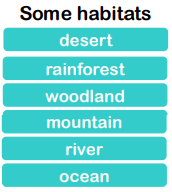 Some habitats
desert
rainforest
woodland
mountain
river
ocean